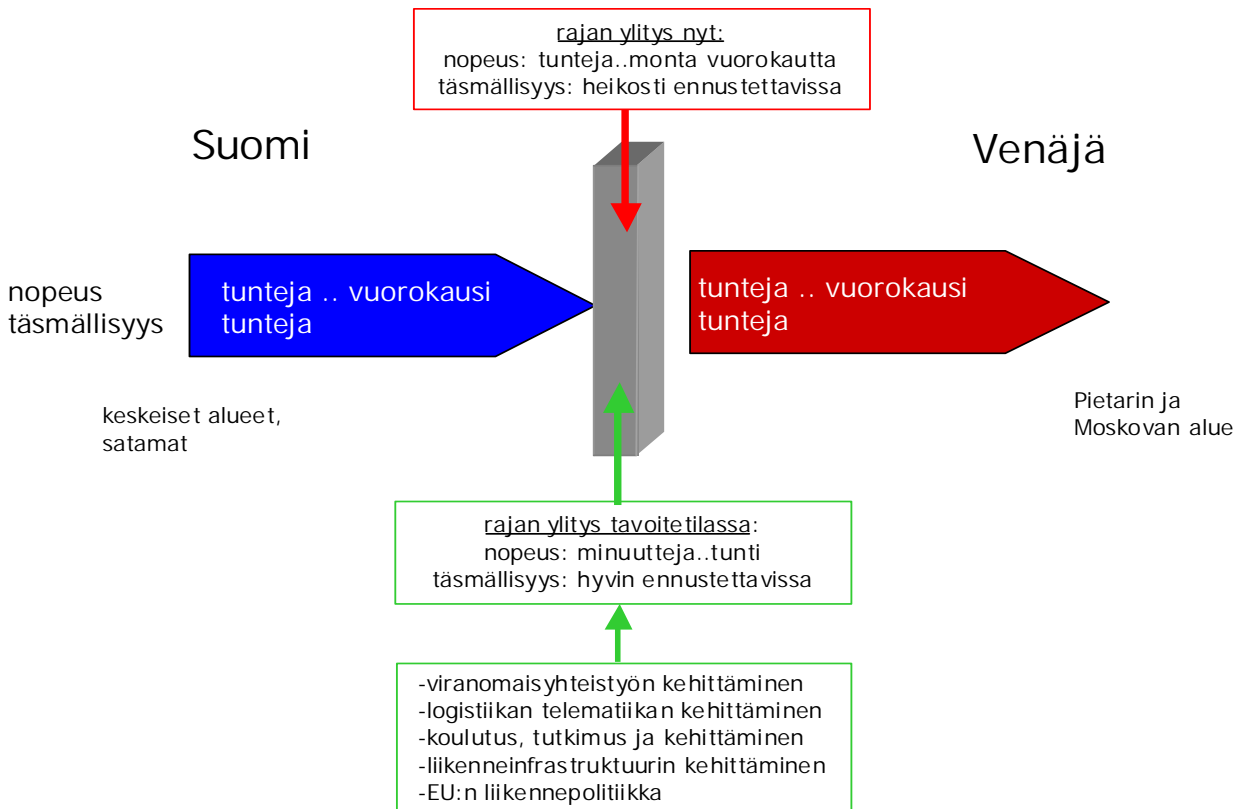 rajan ylitys nyt:
nopeus: tunteja..monta vuorokautta
täsmällisyys: heikosti ennustettavissa
Suomi
Venäjä
nopeus
täsmällisyys
tunteja .. vuorokausi
tunteja
tunteja .. vuorokausi
tunteja
keskeiset alueet,
satamat
Pietarin ja
Moskovan alue
rajan ylitys tavoitetilassa:
nopeus: minuutteja..tunti
täsmällisyys: hyvin ennustettavissa
-viranomaisyhteistyön kehittäminen
-logistiikan telematiikan kehittäminen
-koulutus, tutkimus ja kehittäminen
-liikenneinfrastruktuurin kehittäminen
-EU:n liikennepolitiikka